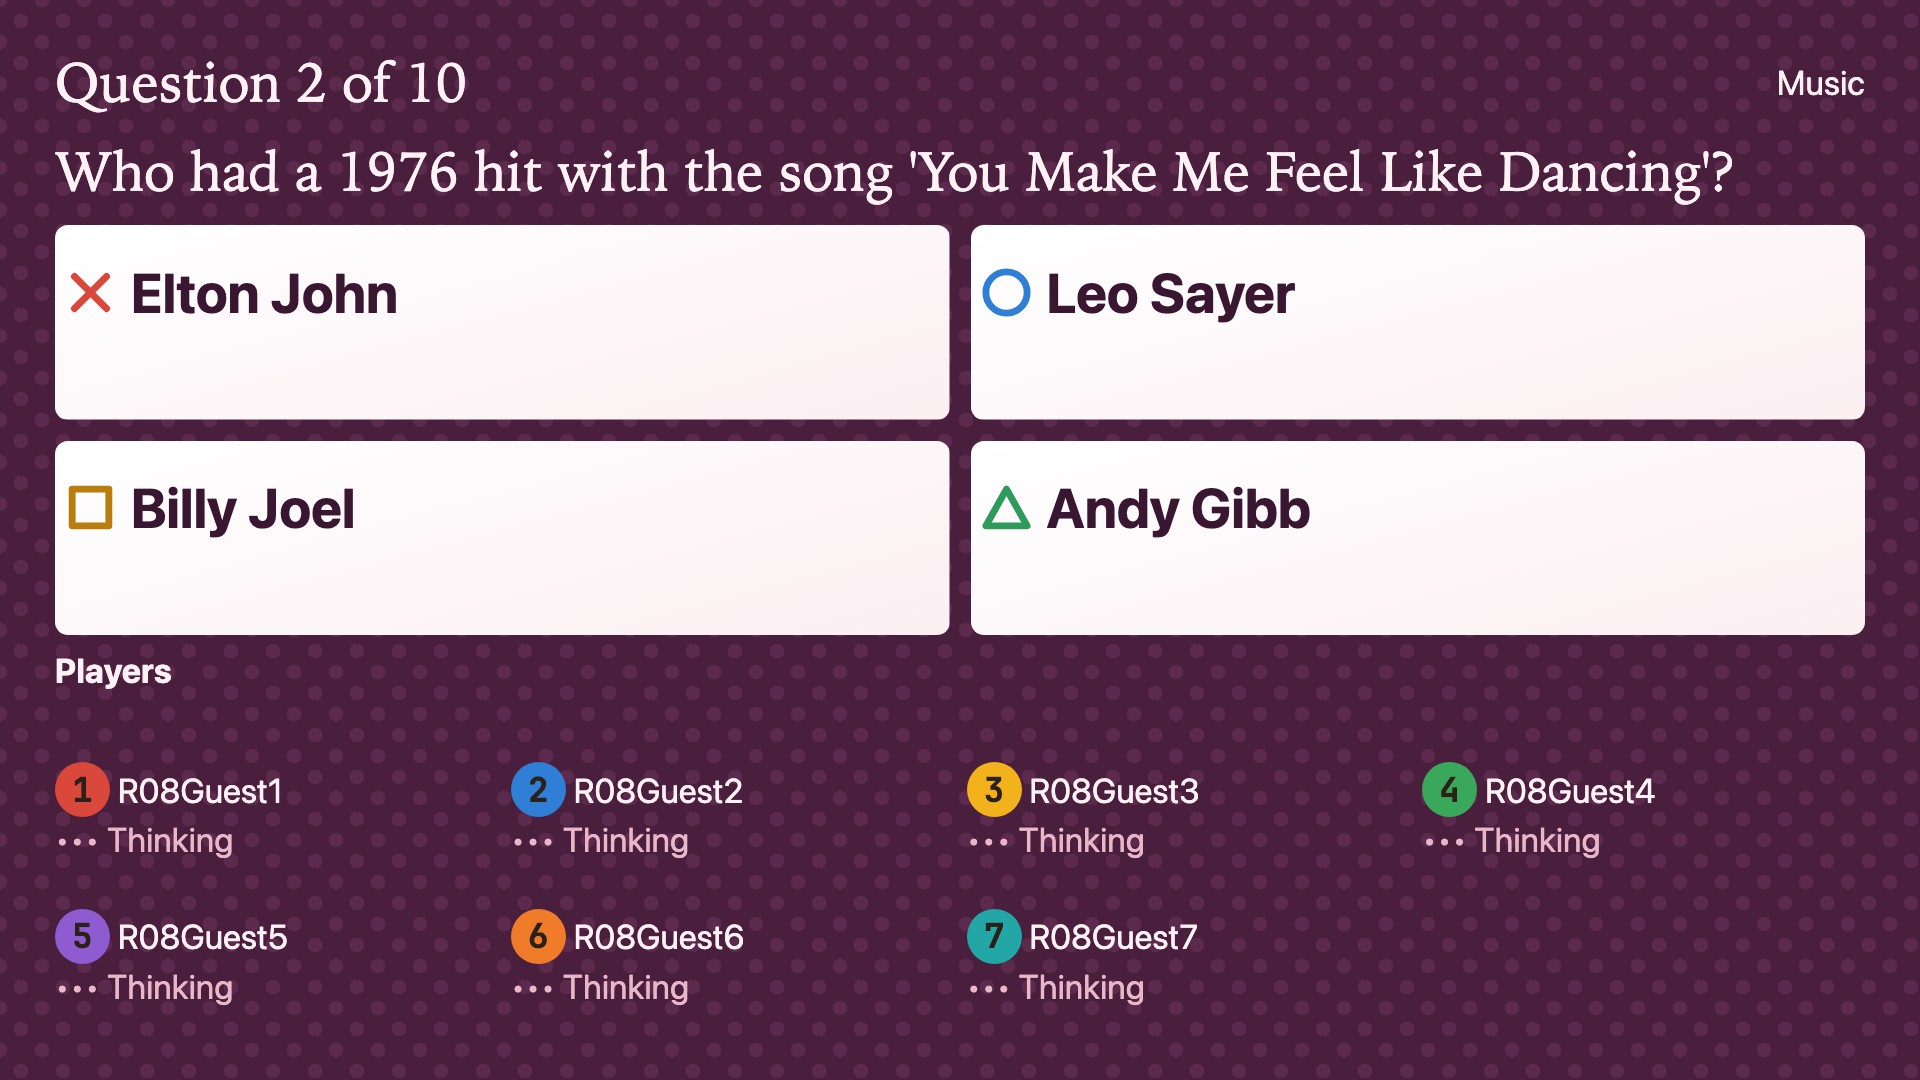 Question 2 of 10
Music
Who had a 1976 hit with the song 'You Make Me Feel Like Dancing'?
Elton John
Leo Sayer
Billy Joel
Andy Gibb
Players
1 R08Guest1
... Thinking
2 R08Guest2
... Thinking
3 R08Guest3
... Thinking
4 R08Guest4
... Thinking
5 R08Guest5
... Thinking
6 R08Guest6
... Thinking
7 R08Guest7
... Thinking